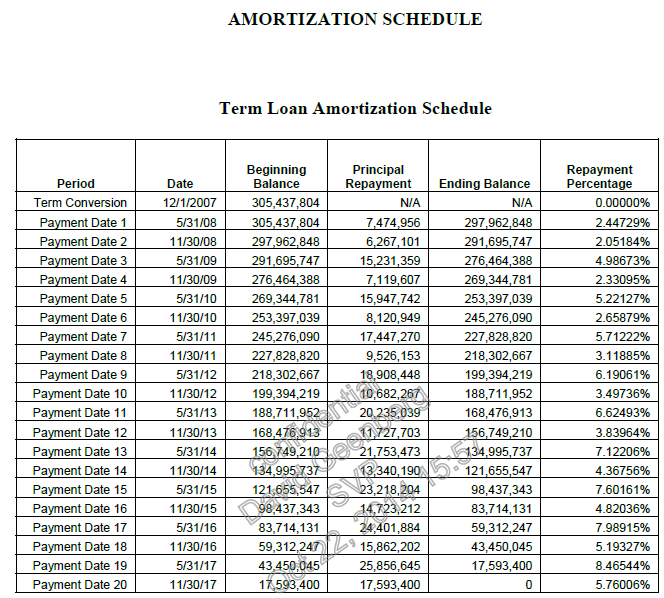 AMORTIZATION SCHEDULE
Term Loan Amortization Schedule
Period Date Beginning Balance Principal Repayment Ending Balance Repayment Percentage
Term Conversion 12/1/2007 305,437,804 N/A N/A 0.00000%
Payment Date 1 5/31/08 305,437,804 7,474,956 297,962,848 2.44729%
Payment Date 2 11/30/08 297,962,848 6,267,101 291,695,747 2.05184%
Payment Date 3 5/31/09 291,695,747 15,231,359 276,464,388 4.98673%
Payment Date 4 11/30/09 276,464,388 7,119,607 269,344,781 2.33095%
Payment Date 5 5/31/10 269,344,781 15,947,742 253,397,039 5.22127%
Payment Date 6 11/30/10 253,397,039 8,120,949 245,276,090 2.65879%
Payment Date 7 5/31/11 245,276,090 17,447,270 227,828,820 5.71222%
Payment Date 8 11/30/11 227,828,820 9,526,153 218,302,667 3.11885%
Payment Date 9 5/31/12 218,302,667 18,908,448 199,394,219 6.19061%
Payment Date 10 11/30/12 199,394,219 10,682,267 188,711,952 3.49736%
Payment Date 11 5/31/13 188,711,952 20,235,039 168,476,913 6.62493%
Payment Date 12 11/30/13 168,476,913 11,727,703 156,749,210 3.83964%
Payment Date 13 5/31/14 156,749,210 21,753,473 134,995,737 7.12206%
Payment Date 14 11/30/14 134,995,737 13,340,190 121,655,547 4.36756%
Payment Date 15 5/31/15 121,655,547 23,218,204 98,437,343 7.60161%
Payment Date 16 11/30/15 98,437,343 14,723,212 83,714,131 4.82036%
Payment Date 17 5/31/16 83,714,131 24,401,884 59,312,247 7.98915%
Payment Date 18 11/30/16 59,312,247 15,862,202 43,450,045 5.19327%
Payment Date 19 5/31/17 43,450,045 25,856,645 17,593,400 8.46544%
Payment Date 20 11/30/17 17,593,400 17,593,400 0 5.76006%
Confidential
David Geenberg
SVP
Oct 22, 2014 15:57